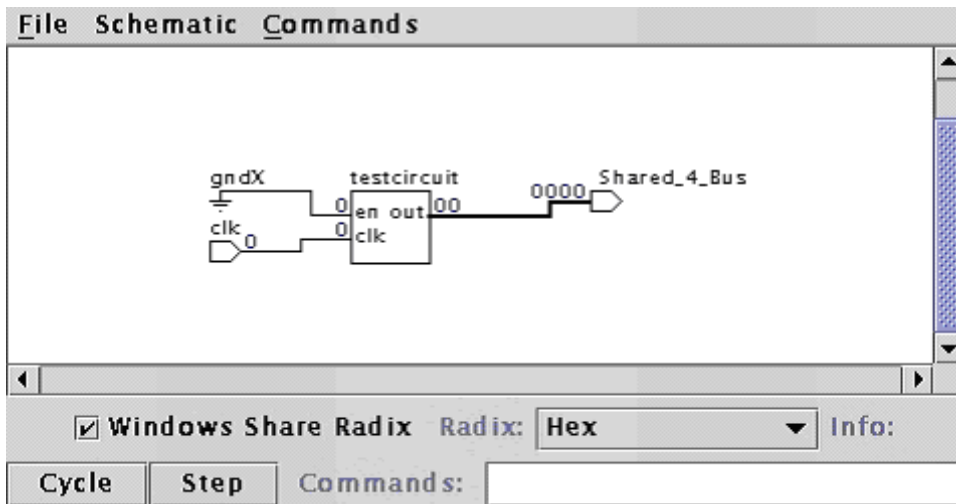 File Schematic Commands
gndX testcircuit Shared_4_Bus
0 en out 00 0000
clk 0 0 clk
Windows Share Radix Radix: Hex Info:
Cycle Step Commands: